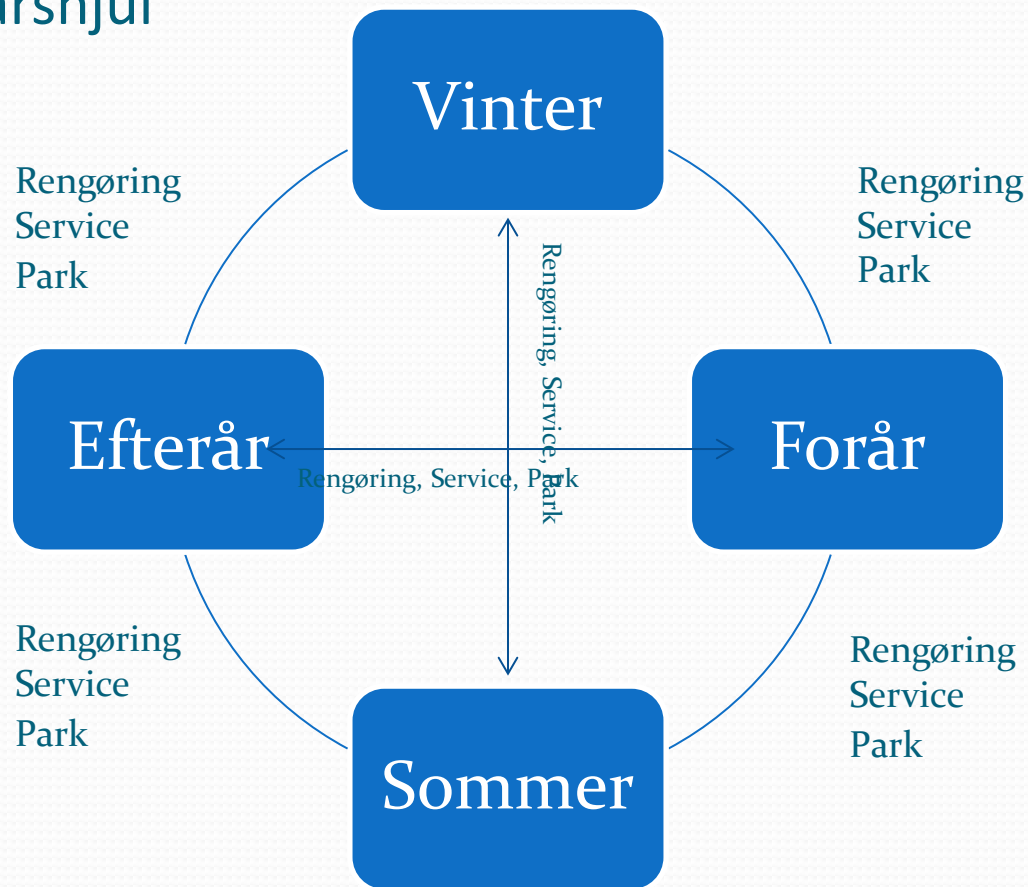 årshjul
Vinter
Rengøring
Service
Park
Rengøring
Service
Park
Rengøring, Service, Park
Efterår
Forår
Rengøring, Service, Park
Rengøring
Service
Park
Rengøring
Service
Park
Sommer